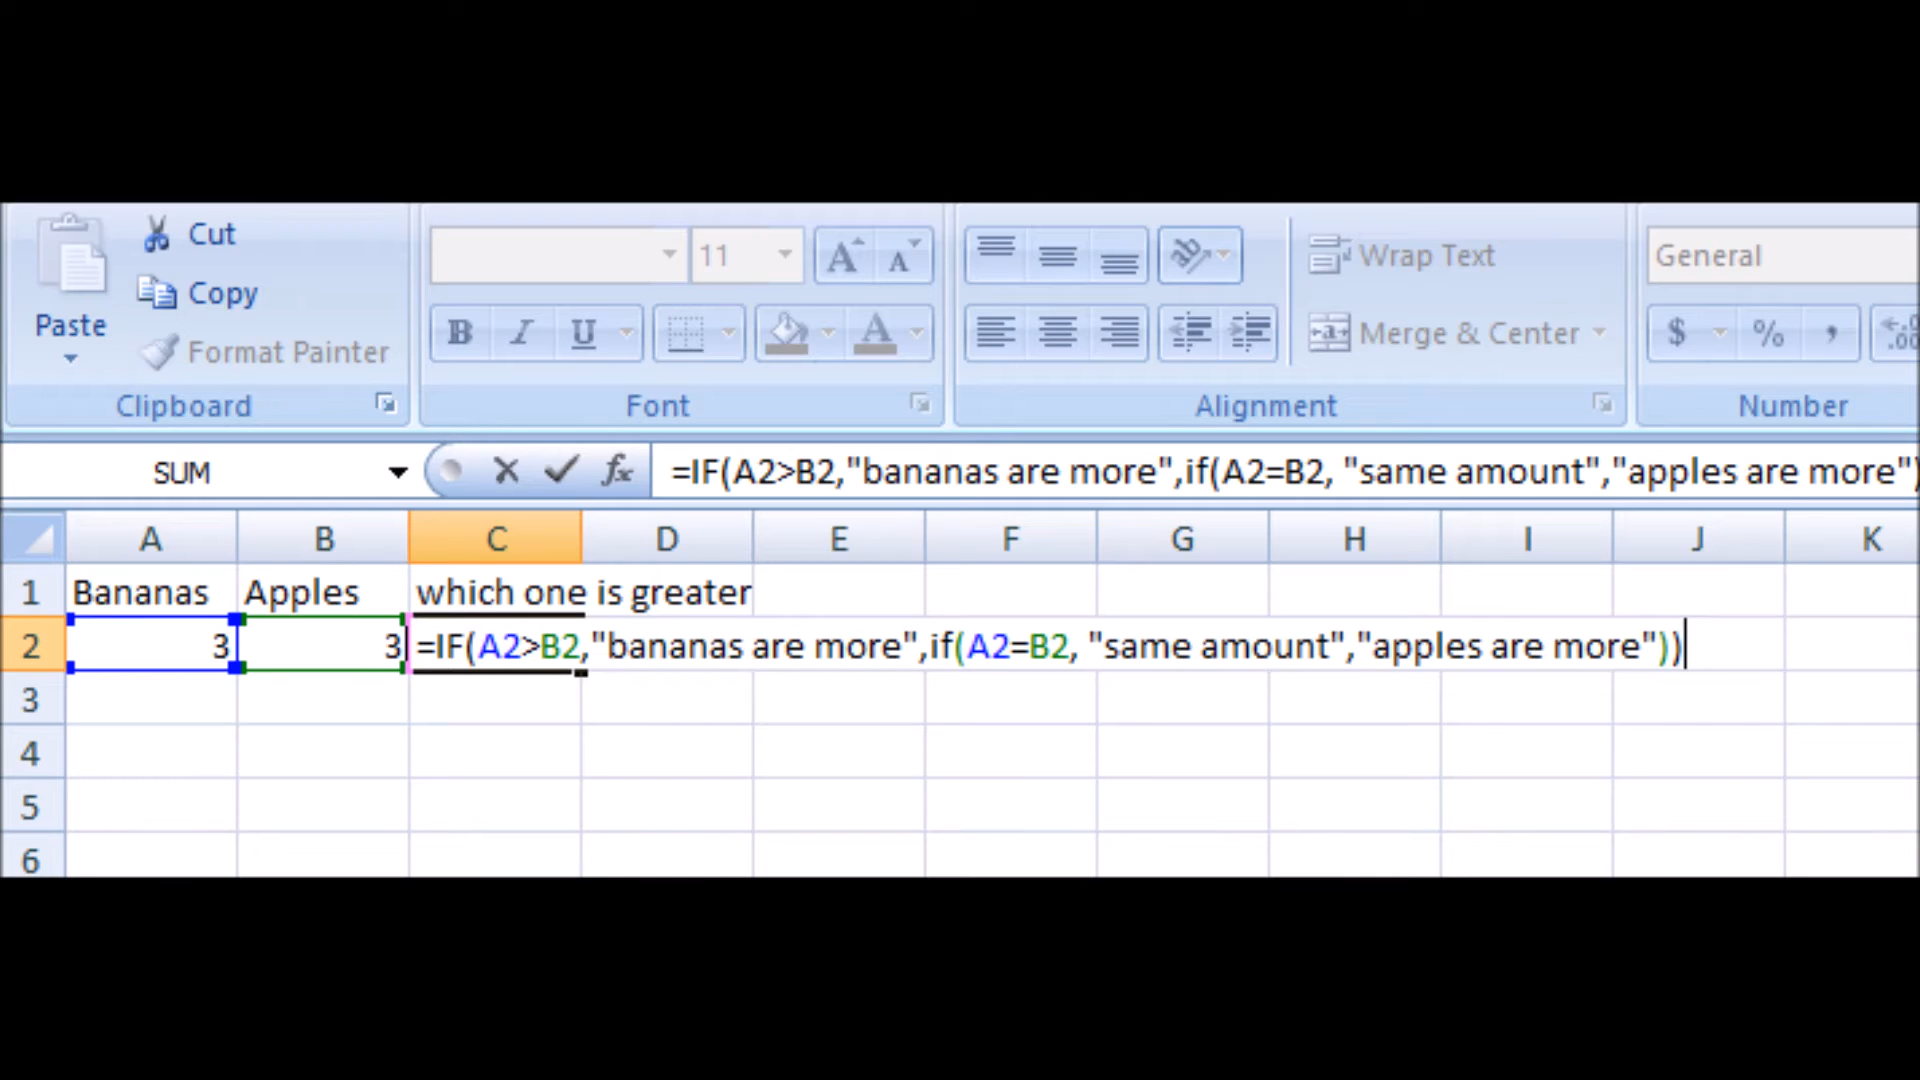 Cut
Copy
Paste
Format Painter
Clipboard
11
A A
B I U
A
Font
ab
Wrap Text
Merge & Center
Alignment
General
$ % ,
.00
Number
SUM
fx
=IF(A2>B2,"bananas are more",if(A2=B2, "same amount","apples are more")
A B C D E F G H I J K
1 Bananas Apples which one is greater
2 3 3 =IF(A2>B2,"bananas are more",if(A2=B2, "same amount","apples are more"))
3
4
5
6